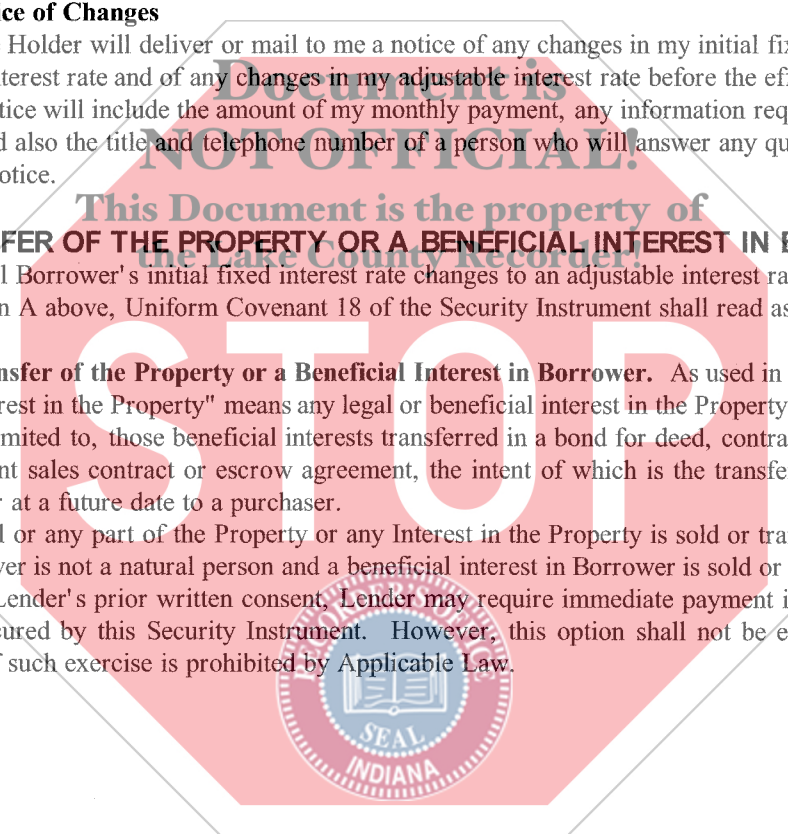 ice of Changes
Holder will deliver or mail to me a notice of any changes in my initial fix
nterest rate and of any changes in my adjustable interest rate before the eff
tice will include the amount of my monthly payment, any information req
d also the title and telephone number of a person who will answer any qu
otice.
Document is
NOT OFFICIAL!
This Document is the property of
the Lake County Recorder!
FER OF THE PROPERTY OR A BENEFICIAL INTEREST IN B
l Borrower's initial fixed interest rate changes to an adjustable interest ra
n A above, Uniform Covenant 18 of the Security Instrument shall read as
nsfer of the Property or a Beneficial Interest in Borrower. As used in
rest in the Property" means any legal or beneficial interest in the Property
mited to, those beneficial interests transferred in a bond for deed, contra
nt sales contract or escrow agreement, the intent of which is the transfe
r at a future date to a purchaser.
l or any part of the Property or any Interest in the Property is sold or tra
ver is not a natural person and a beneficial interest in Borrower is sold or
Lender's prior written consent, Lender may require immediate payment i
cured by this Security Instrument. However, this option shall not be e
f such exercise is prohibited by Applicable Law.
STOP
RECORDER'S OFFICE
SEAL
INDIANA